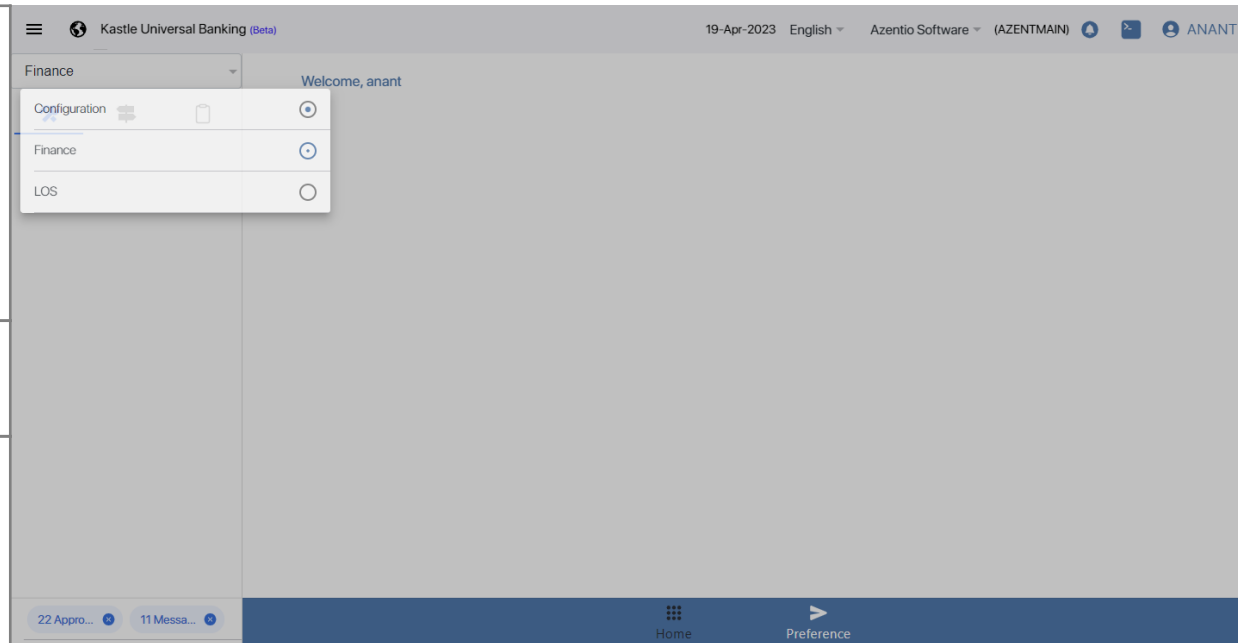 Kastle Universal Banking (Beta) 19-Apr-2023 English Azentio Software (AZENTMAIN) ANANT
Finance
Welcome, anant
Configuration
Finance
LOS
22 Appro... 11 Messa...
Home Preference